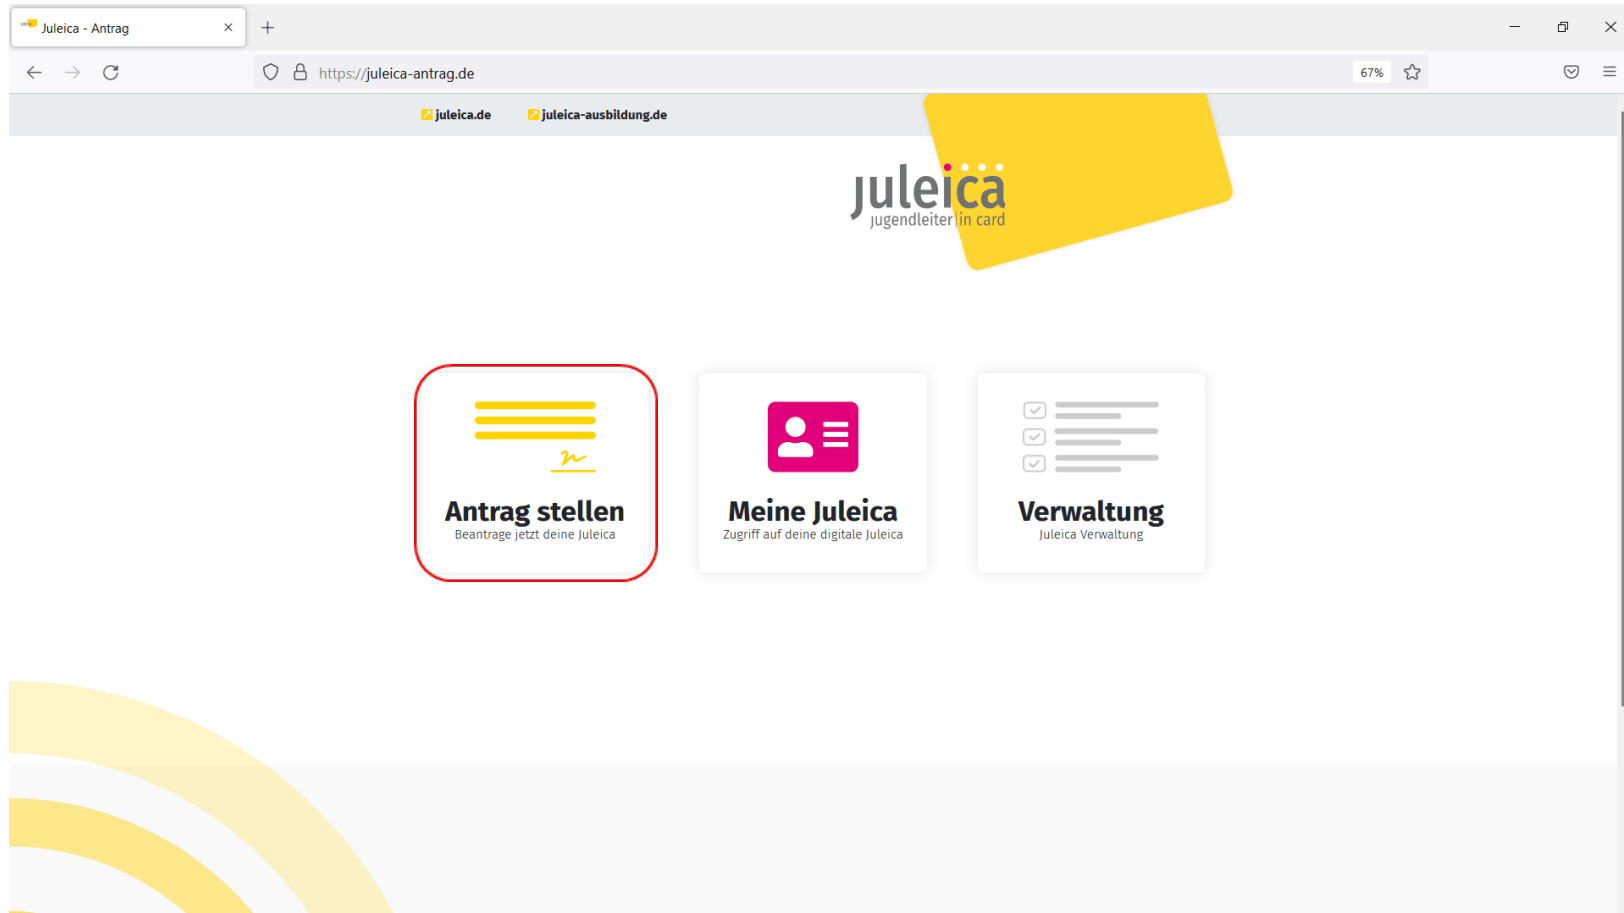 Juleica - Antrag
https://juleica-antrag.de
67%
juleica.de
juleica-ausbildung.de
juleica
jugendleiter|in card
Antrag stellen
Beantrage jetzt deine Juleica
Meine Juleica
Zugriff auf deine digitale Juleica
Verwaltung
Juleica Verwaltung